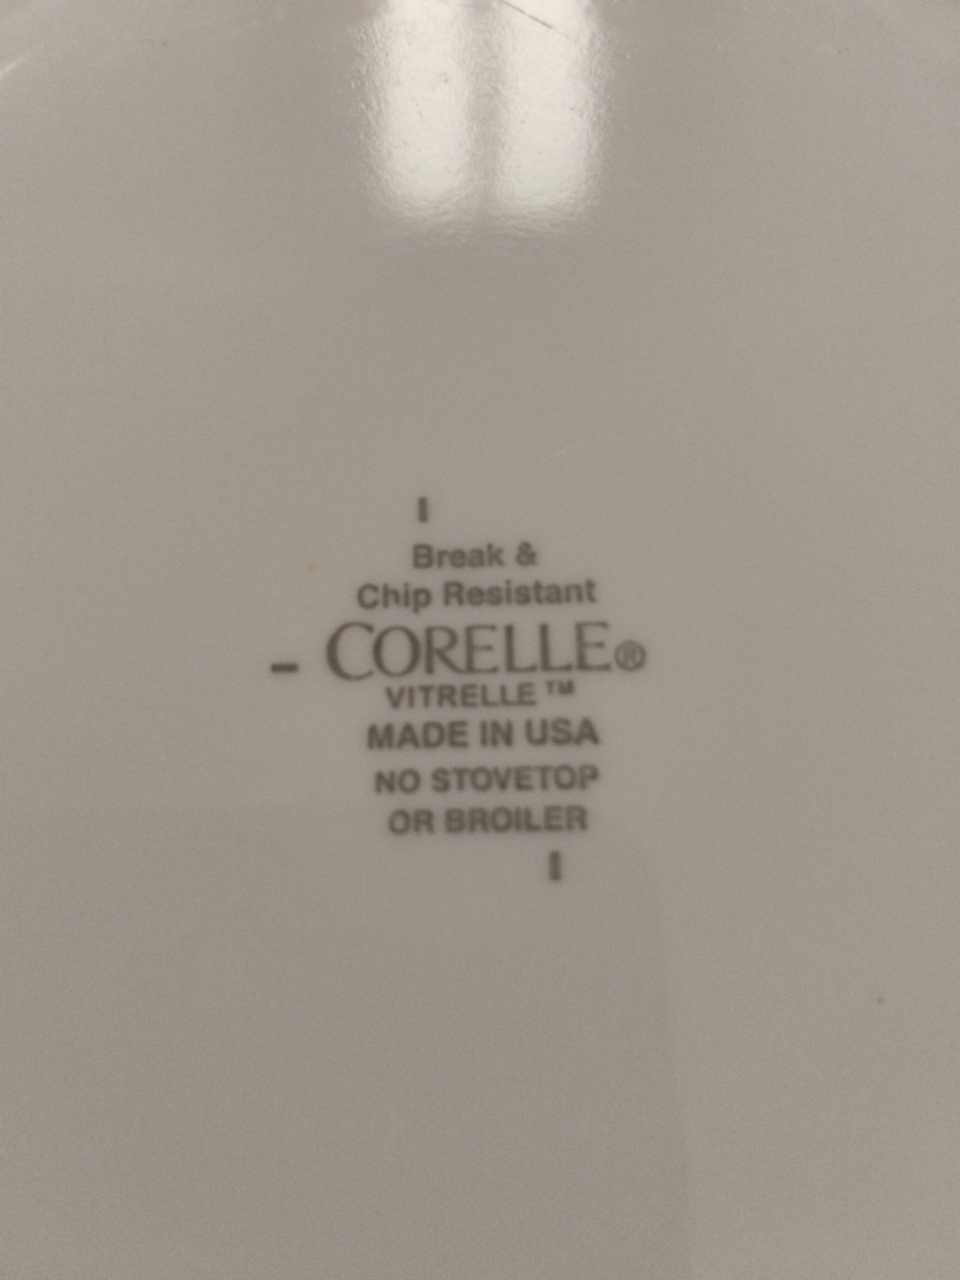 Break &
Chip Resistant
CORELLE®
VITRELLE™
MADE IN USA
NO STOVETOP
OR BROILER